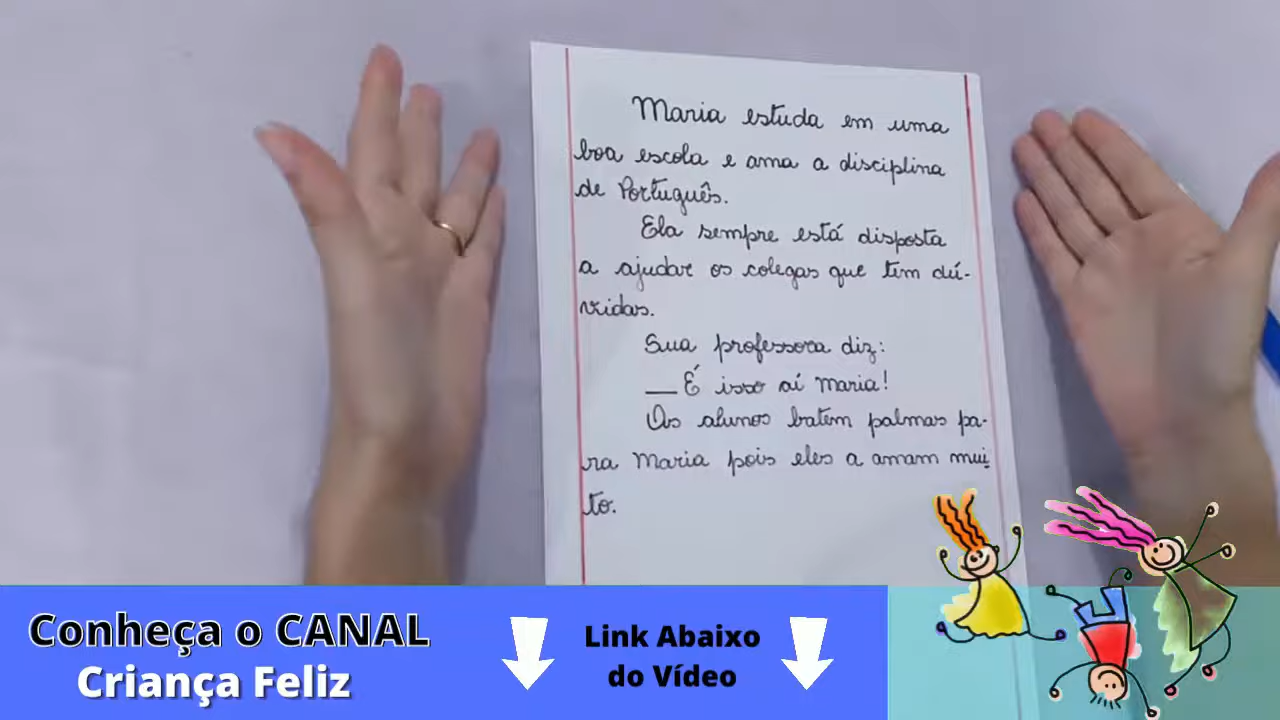 Maria estuda em uma
boa escola e ama a disciplina
de Português.
Ela sempre está disposta
a ajudar os colegas que tem dú-
vidas.
Sua professora diz:
__ É isso aí Maria!
Os alunos batem palmas pa-
ra Maria pois eles a amam mui-
to.
Conheça o CANAL
Criança Feliz
Link Abaixo
do Vídeo